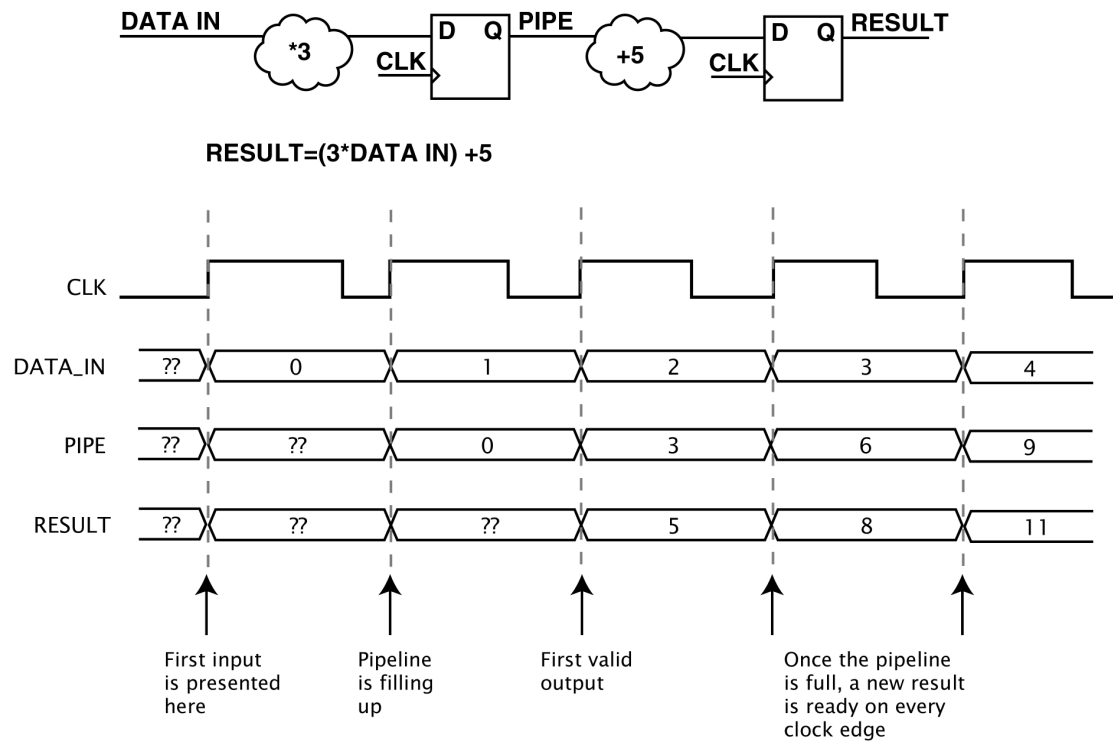 DATA IN
*3
D Q
CLK
PIPE
+5
D Q
CLK
RESULT
RESULT=(3*DATA IN) +5
CLK
DATA_IN ?? 0 1 2 3 4
PIPE ?? ?? 0 3 6 9
RESULT ?? ?? ?? 5 8 11
First input
is presented
here
Pipeline
is filling
up
First valid
output
Once the pipeline
is full, a new result
is ready on every
clock edge